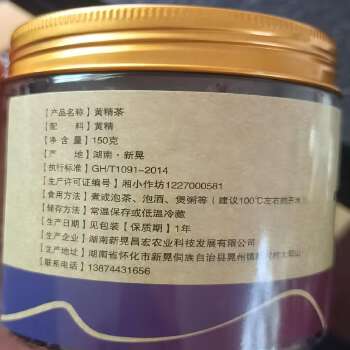 【产品名称】黄精茶
【配 料】黄精
【净 含 量】150克
【产 地】湖南·新晃
【执行标准】GH/T1091-2014
【生产许可证编号】湘小作坊1227000581
【食用方法】煮或泡茶、泡酒、煲粥等（建议100℃左右的开水
【储存方法】常温保存或低温冷藏
【生产日期】见包装【保质期】1年
【生产企业】湖南新晃昌宏农业科技发展有限公司
【生产地址】湖南省怀化市新晃侗族自治县晃州镇
【联系电话】13874431656